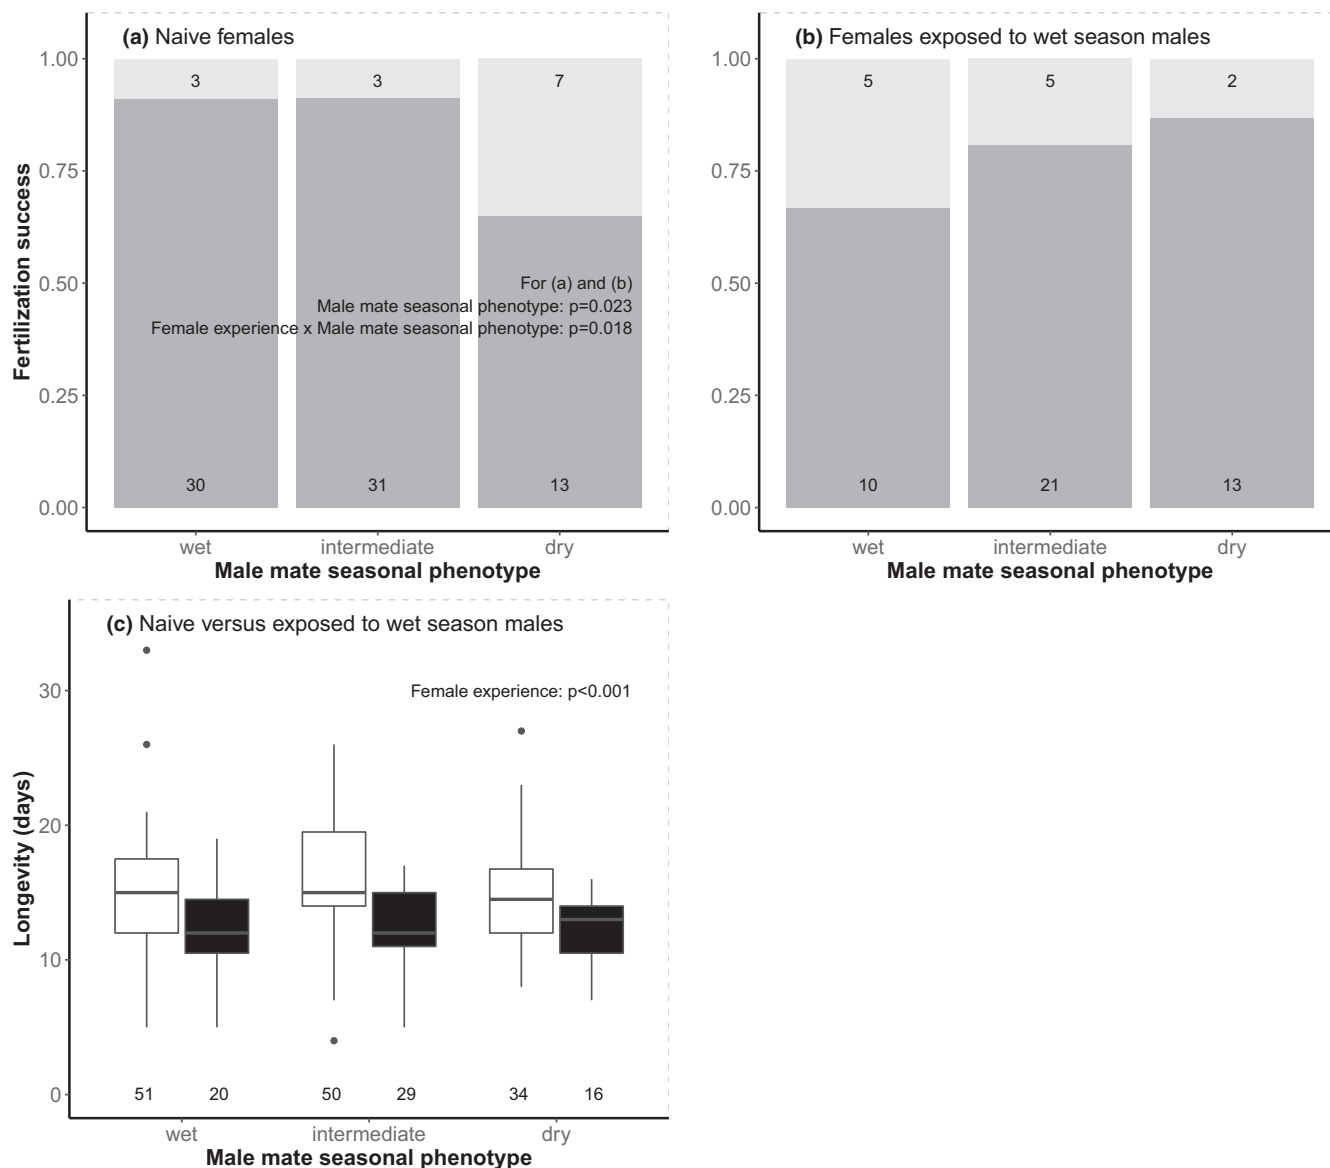 (a) Naive females
Fertilization success
1.00
0.75
0.50
0.25
0.00
3
3
7
For (a) and (b)
Male mate seasonal phenotype: p=0.023
Female experience x Male mate seasonal phenotype: p=0.018
30
31
13
wet
intermediate
dry
Male mate seasonal phenotype
(b) Females exposed to wet season males
1.00
0.75
0.50
0.25
0.00
5
5
2
10
21
13
wet
intermediate
dry
Male mate seasonal phenotype
(c) Naive versus exposed to wet season males
Female experience: p<0.001
Longevity (days)
30
20
10
0
51
20
50
29
34
16
wet
intermediate
dry
Male mate seasonal phenotype